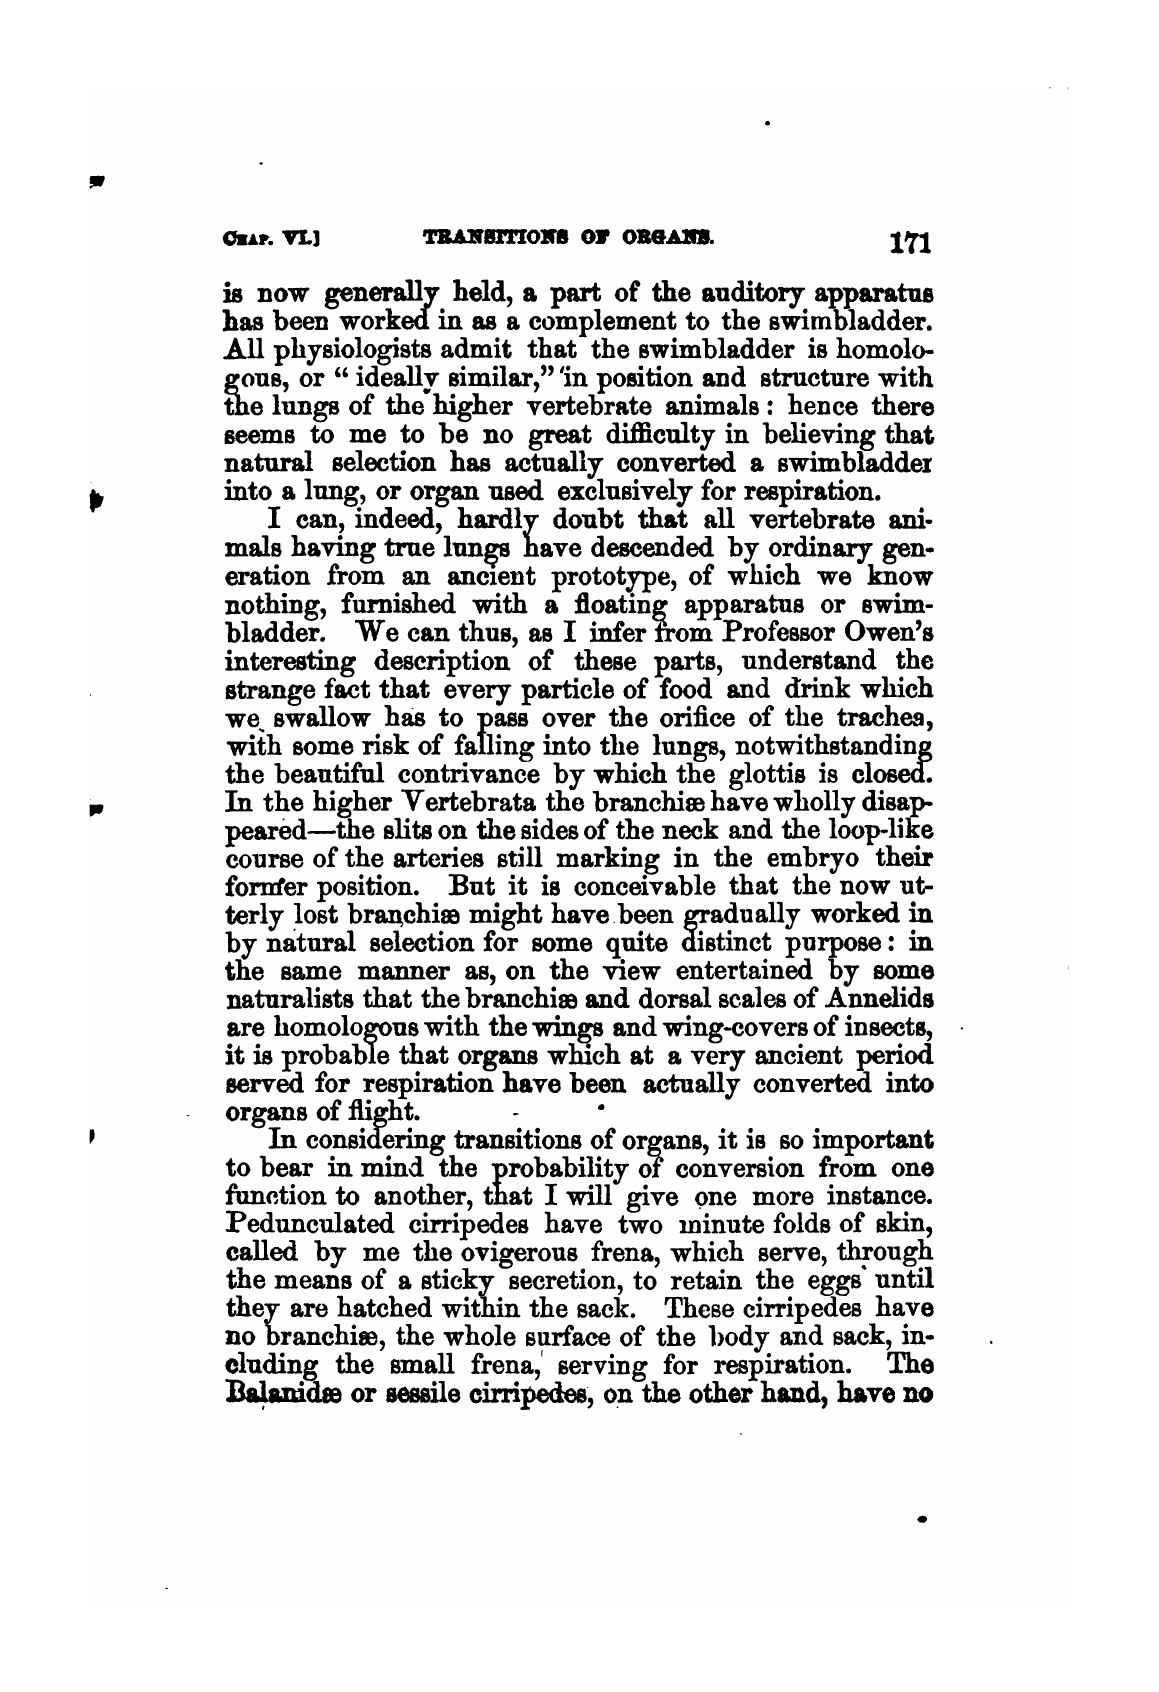 CHAP. VI.] TRANSITIONS OF ORGANS. 171
is now generally held, a part of the auditory apparatus
has been worked in as a complement to the swimbladder.
All physiologists admit that the swimbladder is homolo-
gous, or “ ideally similar,” in position and structure with
the lungs of the higher vertebrate animals : hence there
seems to me to be no great difficulty in believing that
natural selection has actually converted a swimbladder
into a lung, or organ used exclusively for respiration.
I can, indeed, hardly doubt that all vertebrate ani-
mals having true lungs have descended by ordinary gen-
eration from an ancient prototype, of which we know
nothing, furnished with a floating apparatus or swim-
bladder. We can thus, as I infer from Professor Owen’s
interesting description of these parts, understand the
strange fact that every particle of food and drink which
we swallow has to pass over the orifice of the trachea,
with some risk of falling into the lungs, notwithstanding
the beautiful contrivance by which the glottis is closed.
In the higher Vertebrata the branchiæ have wholly disap-
peared—the slits on the sides of the neck and the loop-like
course of the arteries still marking in the embryo their
former position. But it is conceivable that the now ut-
terly lost branchiæ might have been gradually worked in
by natural selection for some quite distinct purpose : in
the same manner as, on the view entertained by some
naturalists that the branchiæ and dorsal scales of Annelids
are homologous with the wings and wing-covers of insects,
it is probable that organs which at a very ancient period
served for respiration have been actually converted into
organs of flight.
In considering transitions of organs, it is so important
to bear in mind the probability of conversion from one
function to another, that I will give one more instance.
Pedunculated cirripedes have two minute folds of skin,
called by me the ovigerous frena, which serve, through
the means of a sticky secretion, to retain the eggs until
they are hatched within the sack. These cirripedes have
no branchiæ, the whole surface of the body and sack, in-
cluding the small frena, serving for respiration. The
Balanidæ or sessile cirripedes, on the other hand, have no